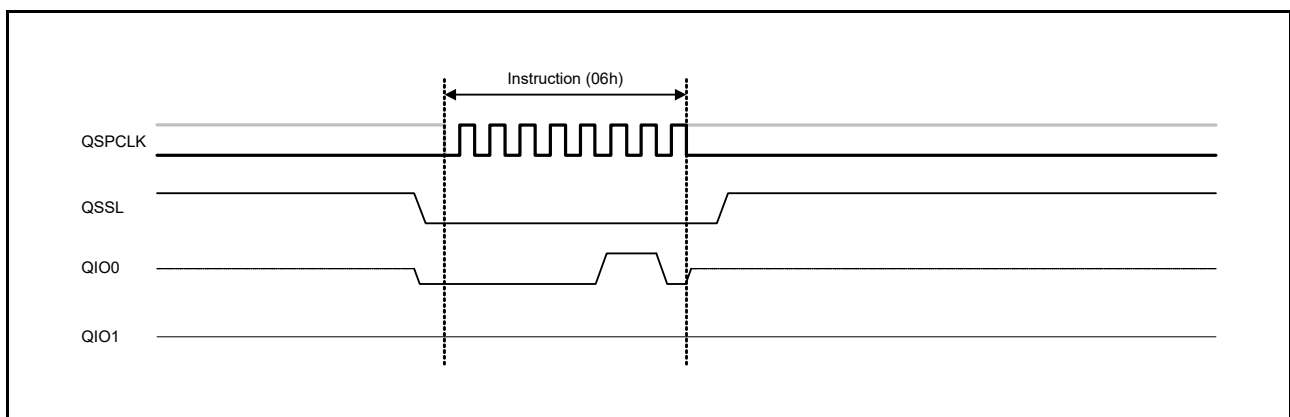 Instruction (06h)
QSPCLK
QSSL
QIO0
QIO1